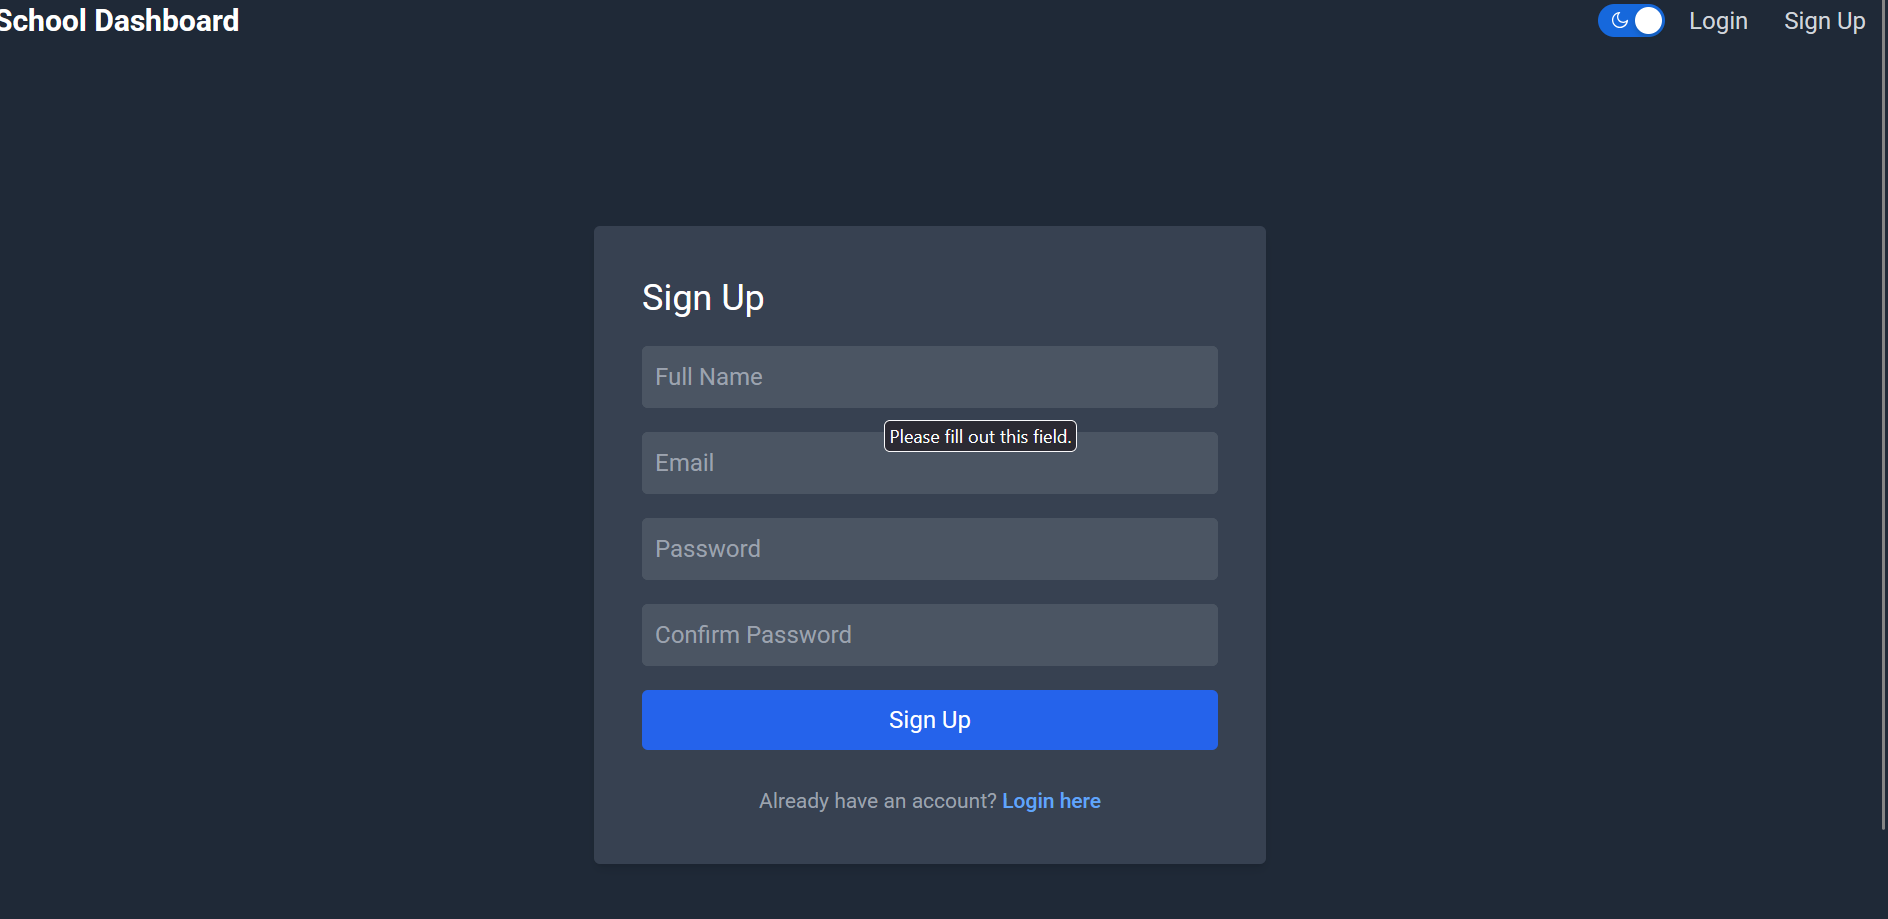 School Dashboard
Login
Sign Up
Sign Up
Full Name
Please fill out this field.
Email
Password
Confirm Password
Sign Up
Already have an account? Login here